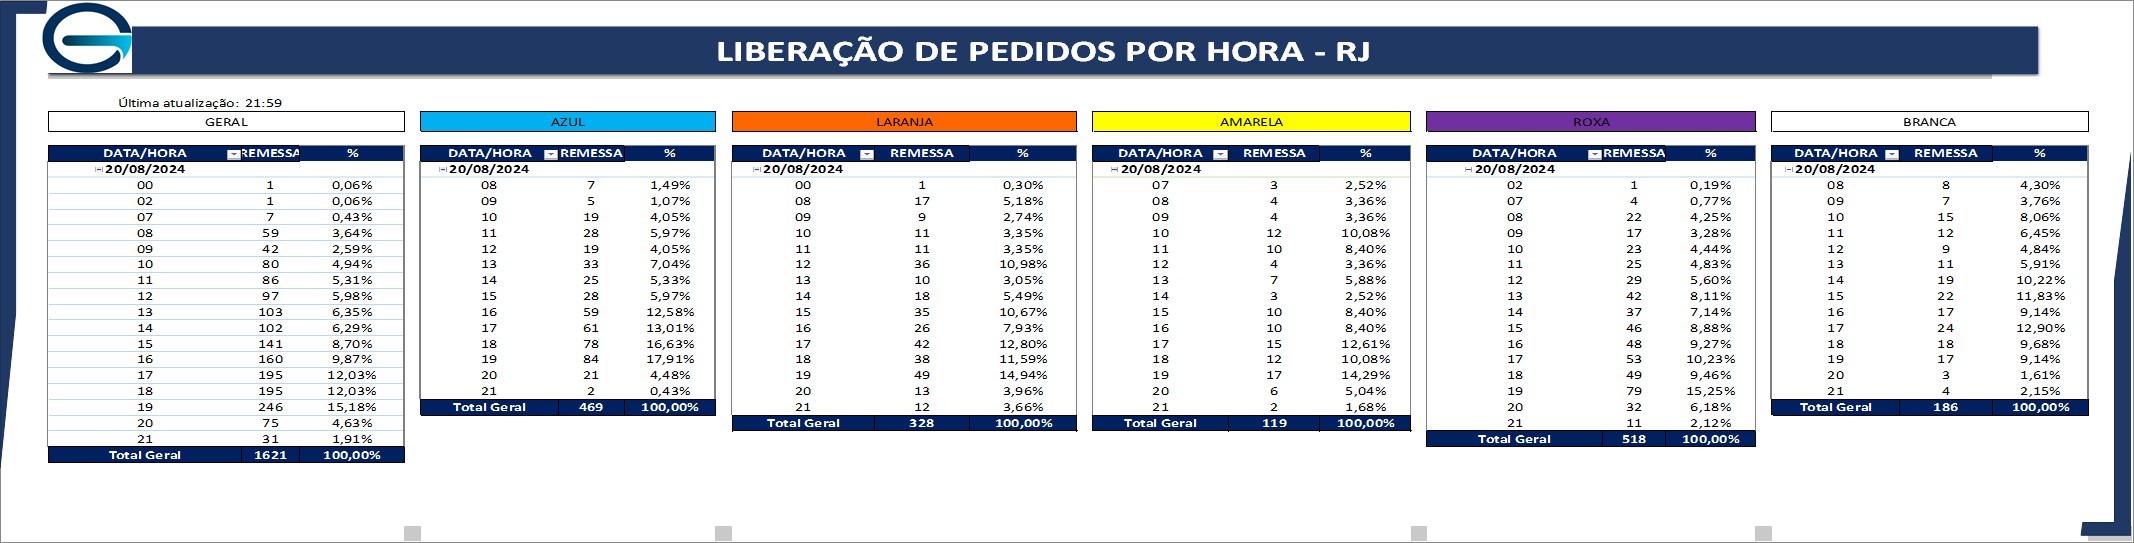 LIBERAÇÃO DE PEDIDOS POR HORA - RJ
Última atualização: 21:59
GERAL
DATA/HORA REMESSA %
20/08/2024
00 1 0,06%
02 1 0,06%
07 7 0,43%
08 59 3,64%
09 42 2,59%
10 80 4,94%
11 86 5,31%
12 97 5,98%
13 103 6,35%
14 102 6,29%
15 141 8,70%
16 160 9,87%
17 195 12,03%
18 195 12,03%
19 246 15,18%
20 75 4,63%
21 31 1,91%
Total Geral 1621 100,00%
AZUL
DATA/HORA REMESSA %
20/08/2024
08 7 1,49%
09 5 1,07%
10 19 4,05%
11 28 5,97%
12 19 4,05%
13 33 7,04%
14 25 5,33%
15 28 5,97%
16 59 12,58%
17 61 13,01%
18 78 16,63%
19 84 17,91%
20 21 4,48%
21 2 0,43%
Total Geral 469 100,00%
LARANJA
DATA/HORA REMESSA %
20/08/2024
00 1 0,30%
08 17 5,18%
09 9 2,74%
10 11 3,35%
11 11 3,35%
12 36 10,98%
13 10 3,05%
14 18 5,49%
15 35 10,67%
16 26 7,93%
17 42 12,80%
18 38 11,59%
19 49 14,94%
20 13 3,96%
21 12 3,66%
Total Geral 328 100,00%
AMARELA
DATA/HORA REMESSA %
20/08/2024
07 3 2,52%
08 4 3,36%
09 4 3,36%
10 12 10,08%
11 10 8,40%
12 4 3,36%
13 7 5,88%
14 3 2,52%
15 10 8,40%
16 10 8,40%
17 15 12,61%
18 12 10,08%
19 17 14,29%
20 6 5,04%
21 2 1,68%
Total Geral 119 100,00%
ROXA
DATA/HORA REMESSA %
20/08/2024
02 1 0,19%
07 4 0,77%
08 22 4,25%
09 17 3,28%
10 23 4,44%
11 25 4,83%
12 29 5,60%
13 42 8,11%
14 37 7,14%
15 46 8,88%
16 48 9,27%
17 53 10,23%
18 49 9,46%
19 79 15,25%
20 32 6,18%
21 11 2,12%
Total Geral 518 100,00%
BRANCA
DATA/HORA REMESSA %
20/08/2024
08 8 4,30%
09 7 3,76%
10 15 8,06%
11 12 6,45%
12 9 4,84%
13 11 5,91%
14 19 10,22%
15 22 11,83%
16 17 9,14%
17 24 12,90%
18 18 9,68%
19 17 9,14%
20 3 1,61%
21 4 2,15%
Total Geral 186 100,00%